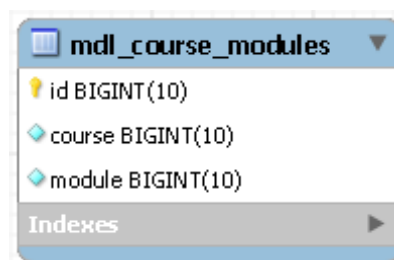 mdl_course_modules
id BIGINT(10)
course BIGINT(10)
module BIGINT(10)
Indexes